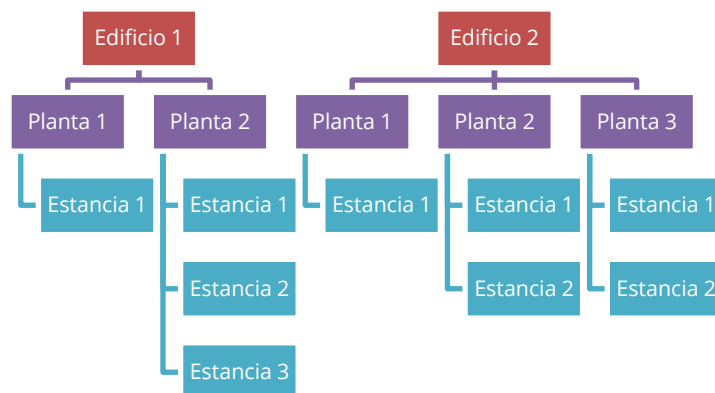 Edificio 1
Edificio 2
Planta 1
Planta 2
Planta 1
Planta 2
Planta 3
Estancia 1
Estancia 1
Estancia 1
Estancia 1
Estancia 1
Estancia 2
Estancia 2
Estancia 2
Estancia 3